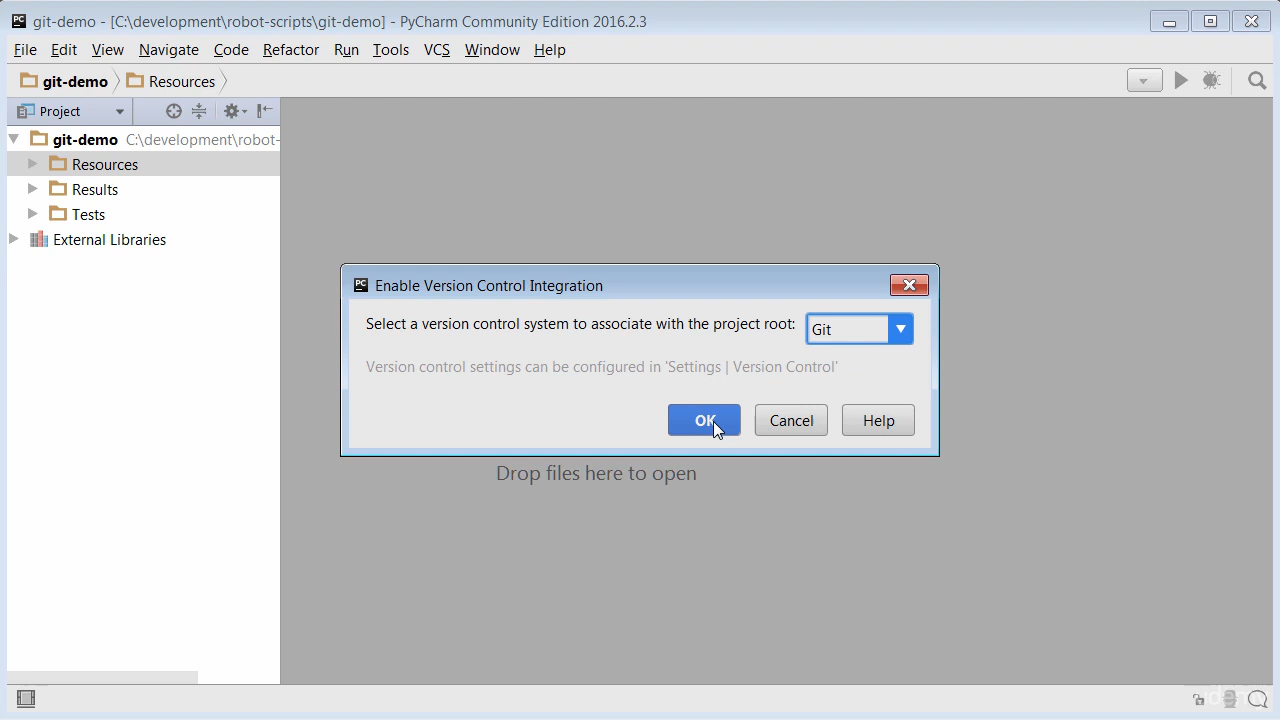 PC git-demo - [C:\development\robot-scripts\git-demo] - PyCharm Community Edition 2016.2.3
File Edit View Navigate Code Refactor Run Tools VCS Window Help
git-demo Resources
Project
git-demo C:\development\robot-
Resources
Results
Tests
External Libraries
PC Enable Version Control Integration
Select a version control system to associate with the project root: Git
Version control settings can be configured in 'Settings | Version Control'
OK Cancel Help
Drop files here to open